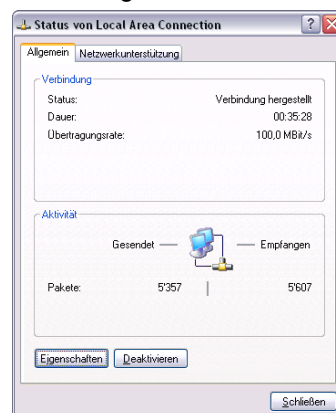 Status von Local Area Connection
Allgemein Netzwerkunterstützung
Verbindung
Status: Verbindung hergestellt
Dauer: 00:35:28
Übertragungsrate: 100,0 MBit/s
Aktivität
Gesendet Empfangen
Pakete: 5'357 5'607
Eigenschaften Deaktivieren
Schließen